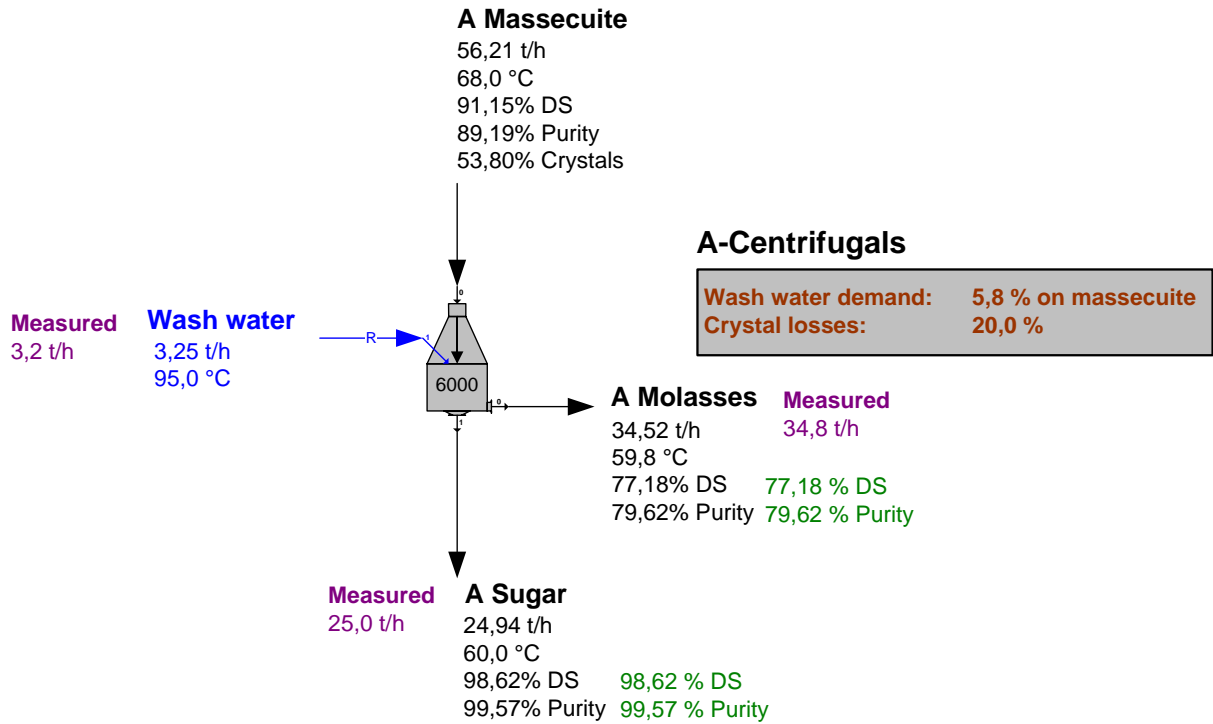 A Massecuite
56,21 t/h
68,0 °C
91,15% DS
89,19% Purity
53,80% Crystals
A-Centrifugals
Wash water demand: 5,8 % on massecuite
Crystal losses: 20,0 %
Measured
3,2 t/h
Wash water
3,25 t/h
95,0 °C
R
1
0
6000
0
1
A Molasses
34,52 t/h
59,8 °C
77,18% DS 77,18 % DS
79,62% Purity 79,62 % Purity
Measured
34,8 t/h
Measured
25,0 t/h
A Sugar
24,94 t/h
60,0 °C
98,62% DS 98,62 % DS
99,57% Purity 99,57 % Purity